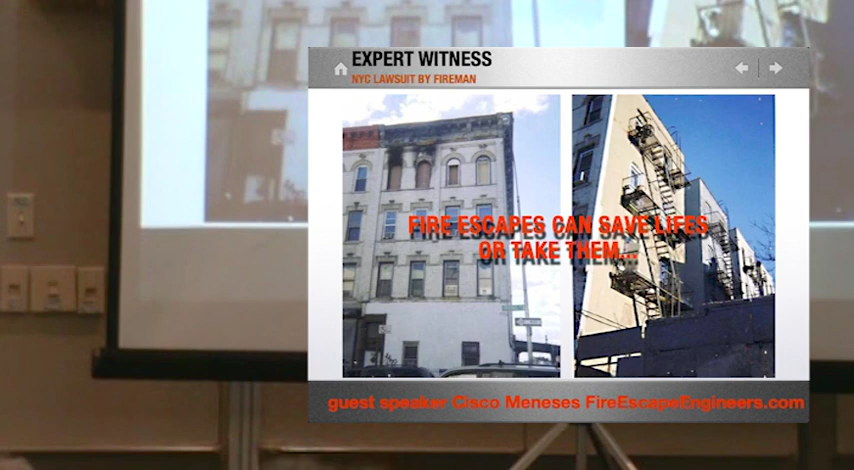 EXPERT WITNESS
NYC LAWSUIT BY FIREMAN
FIRE ESCAPES CAN SAVE LIFES
OR TAKE THEM...
guest speaker Cisco Meneses FireEscapeEngineers.com